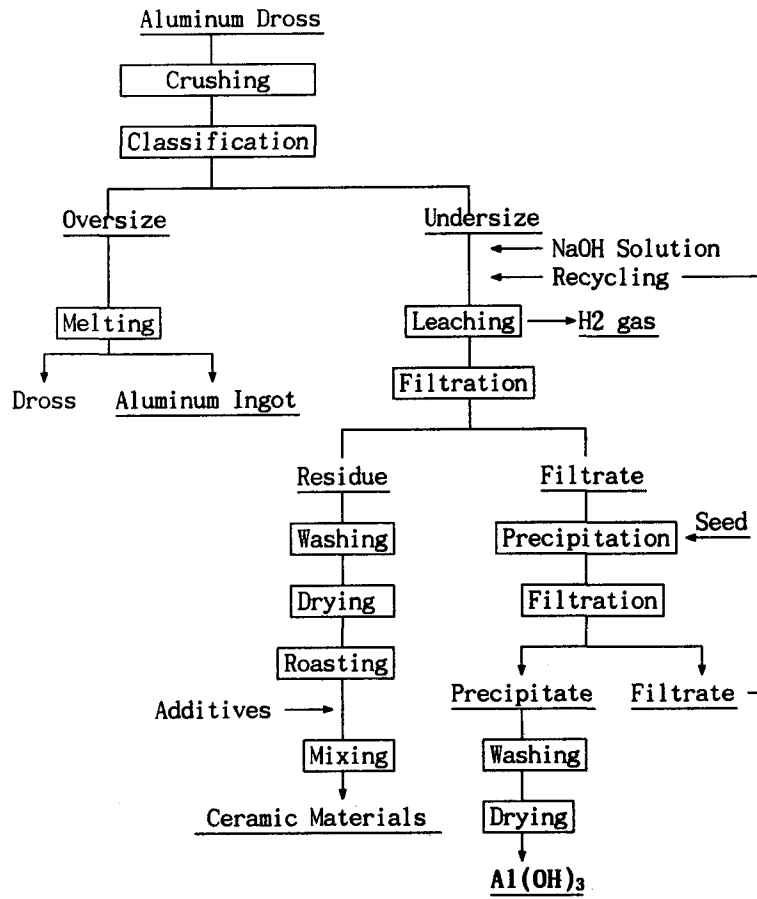 Aluminum Dross
Crushing
Classification
Oversize
Undersize
NaOH Solution
Recycling
Melting
Leaching
H2 gas
Filtration
Dross
Aluminum Ingot
Residue
Filtrate
Seed
Washing
Precipitation
Drying
Filtration
Roasting
Precipitate
Filtrate
Additives
Mixing
Washing
Ceramic Materials
Drying
Al(OH)₃